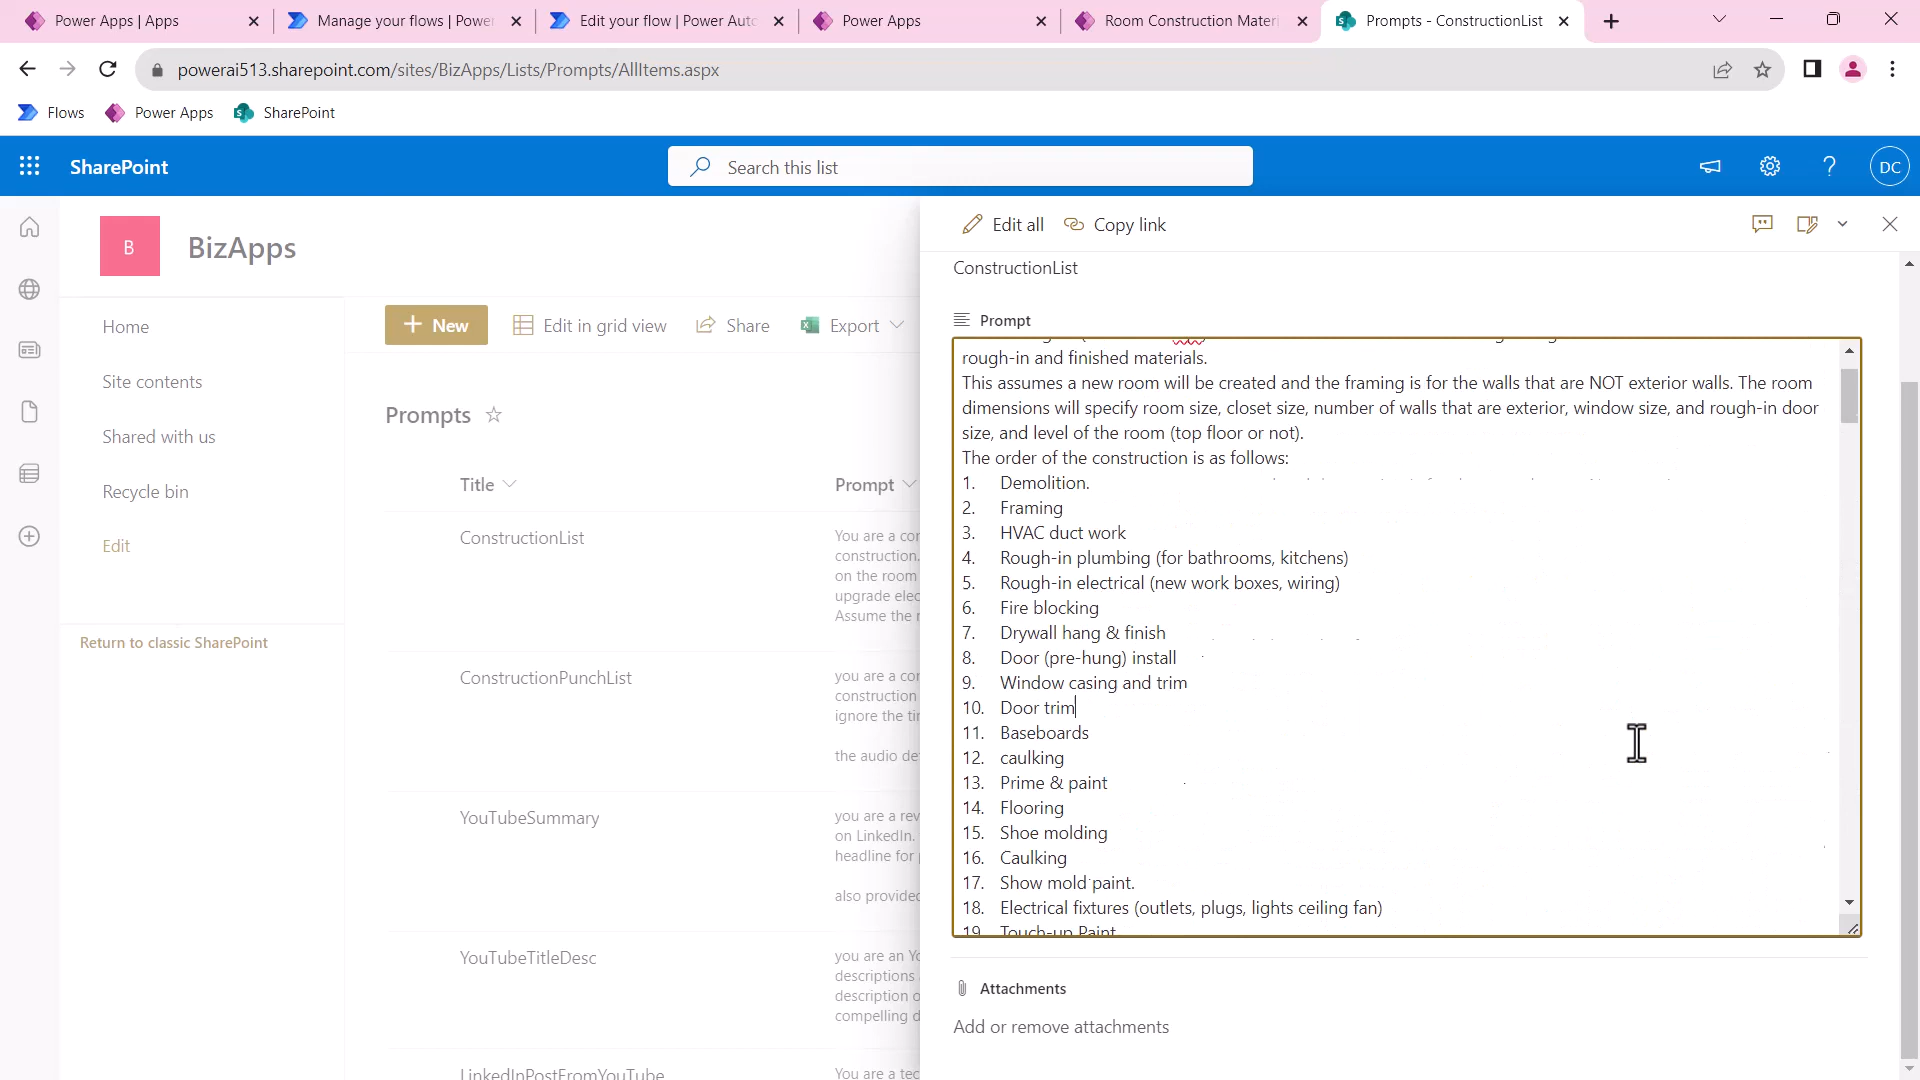 Power Apps | Apps
Manage your flows | Power
Edit your flow | Power Auto
Power Apps
Room Construction Materi
Prompts - ConstructionList
powerai513.sharepoint.com/sites/BizApps/Lists/Prompts/AllItems.aspx
Flows
Power Apps
SharePoint
SharePoint
Search this list
DC
B
BizApps
Home
Site contents
Shared with us
Recycle bin
Edit
Return to classic SharePoint
New
Edit in grid view
Share
Export
Prompts
Title
Prompt
ConstructionList
You are a cor
construction.
on the room
upgrade elec
Assume the r
ConstructionPunchList
you are a cor
construction
ignore the tir
the audio de
YouTubeSummary
you are a rev
on LinkedIn.
headline for
also provided
YouTubeTitleDesc
you are an Yo
descriptions
description o
compelling d
LinkedInPostFromYouTube
You are a tec
Edit all
Copy link
ConstructionList
Prompt
rough-in and finished materials.
This assumes a new room will be created and the framing is for the walls that are NOT exterior walls. The room
dimensions will specify room size, closet size, number of walls that are exterior, window size, and rough-in door
size, and level of the room (top floor or not).
The order of the construction is as follows:
1. Demolition.
2. Framing
3. HVAC duct work
4. Rough-in plumbing (for bathrooms, kitchens)
5. Rough-in electrical (new work boxes, wiring)
6. Fire blocking
7. Drywall hang & finish
8. Door (pre-hung) install
9. Window casing and trim
10. Door trim
11. Baseboards
12. caulking
13. Prime & paint
14. Flooring
15. Shoe molding
16. Caulking
17. Show mold paint.
18. Electrical fixtures (outlets, plugs, lights ceiling fan)
19. Touch-up Paint
Attachments
Add or remove attachments